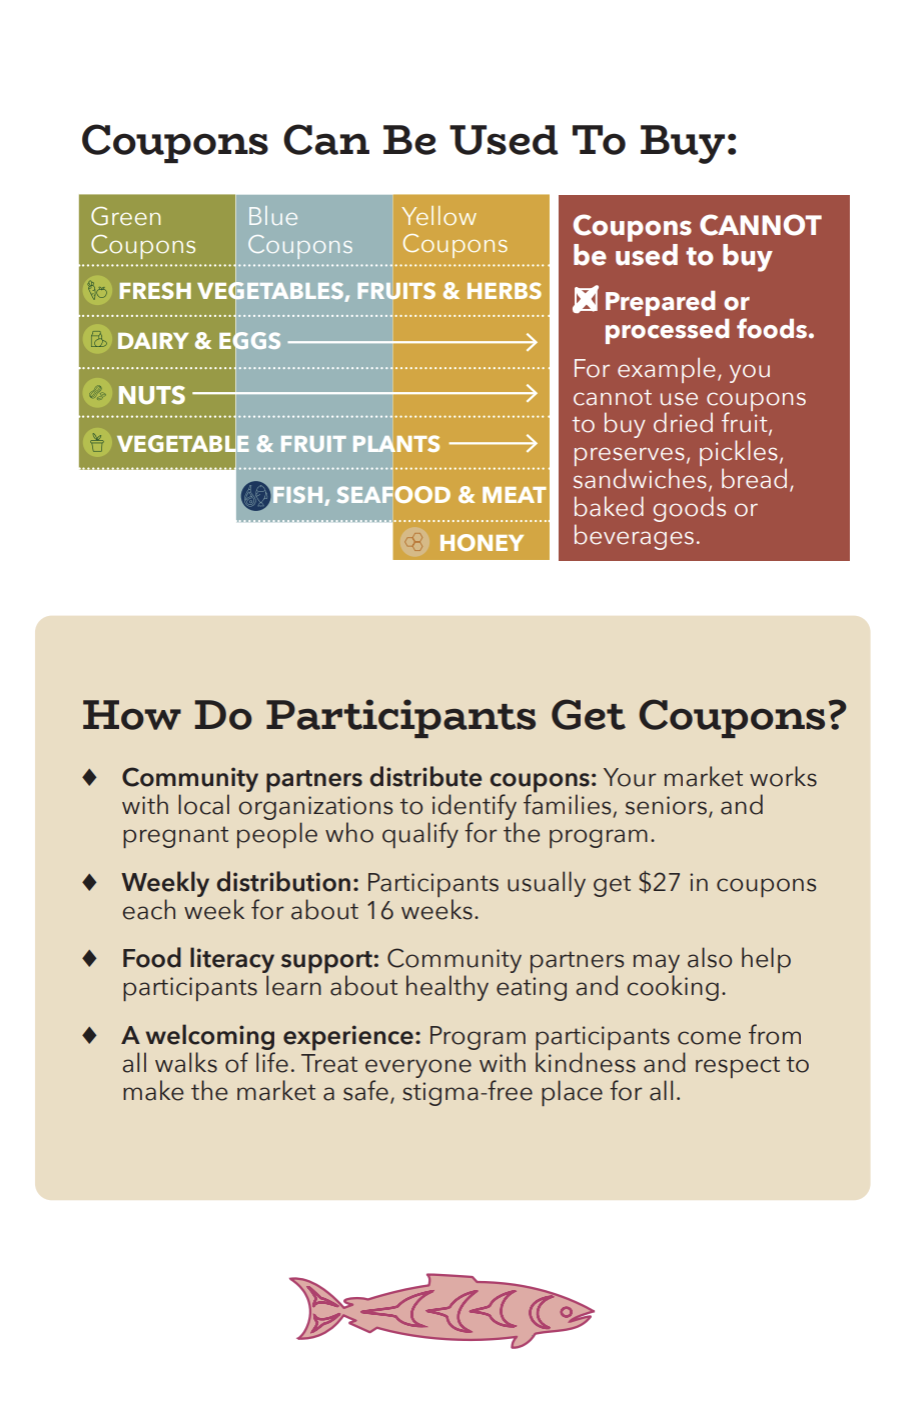 Coupons Can Be Used To Buy:
Green
Coupons
Blue
Coupons
Yellow
Coupons
FRESH VEGETABLES, FRUITS & HERBS
DAIRY & EGGS
NUTS
VEGETABLE & FRUIT PLANTS
FISH, SEAFOOD & MEAT
HONEY
Coupons CANNOT
be used to buy
Prepared or
processed foods.
For example, you
cannot use coupons
to buy dried fruit,
preserves, pickles,
sandwiches, bread,
baked goods or
beverages.
How Do Participants Get Coupons?
♦ Community partners distribute coupons: Your market works
with local organizations to identify families, seniors, and
pregnant people who qualify for the program.
♦ Weekly distribution: Participants usually get $27 in coupons
each week for about 16 weeks.
♦ Food literacy support: Community partners may also help
participants learn about healthy eating and cooking.
♦ A welcoming experience: Program participants come from
all walks of life. Treat everyone with kindness and respect to
make the market a safe, stigma-free place for all.